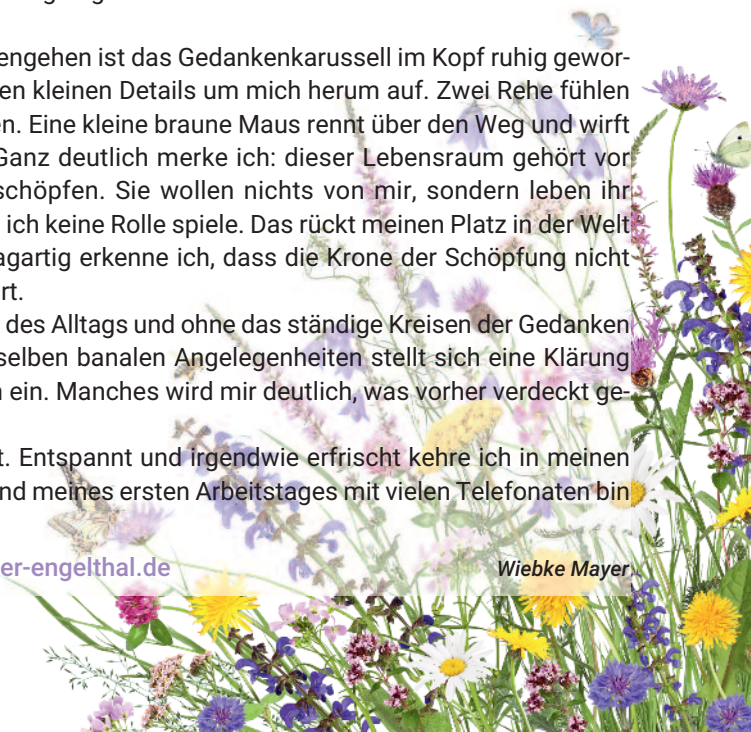 engehen ist das Gedankenkarussell im Kopf ruhig gewor-
en kleinen Details um mich herum auf. Zwei Rehe fühlen
n. Eine kleine braune Maus rennt über den Weg und wirft
Ganz deutlich merke ich: dieser Lebensraum gehört vor
schöpfen. Sie wollen nichts von mir, sondern leben ihr
ich keine Rolle spiele. Das rückt meinen Platz in der Welt
agartig erkenne ich, dass die Krone der Schöpfung nicht
rt.
des Alltags und ohne das ständige Kreisen der Gedanken
selben banalen Angelegenheiten stellt sich eine Klärung
ein. Manches wird mir deutlich, was vorher verdeckt ge-
t. Entspannt und irgendwie erfrischt kehre ich in meinen
nd meines ersten Arbeitstages mit vielen Telefonaten bin
er-engelthal.de
Wiebke Mayer